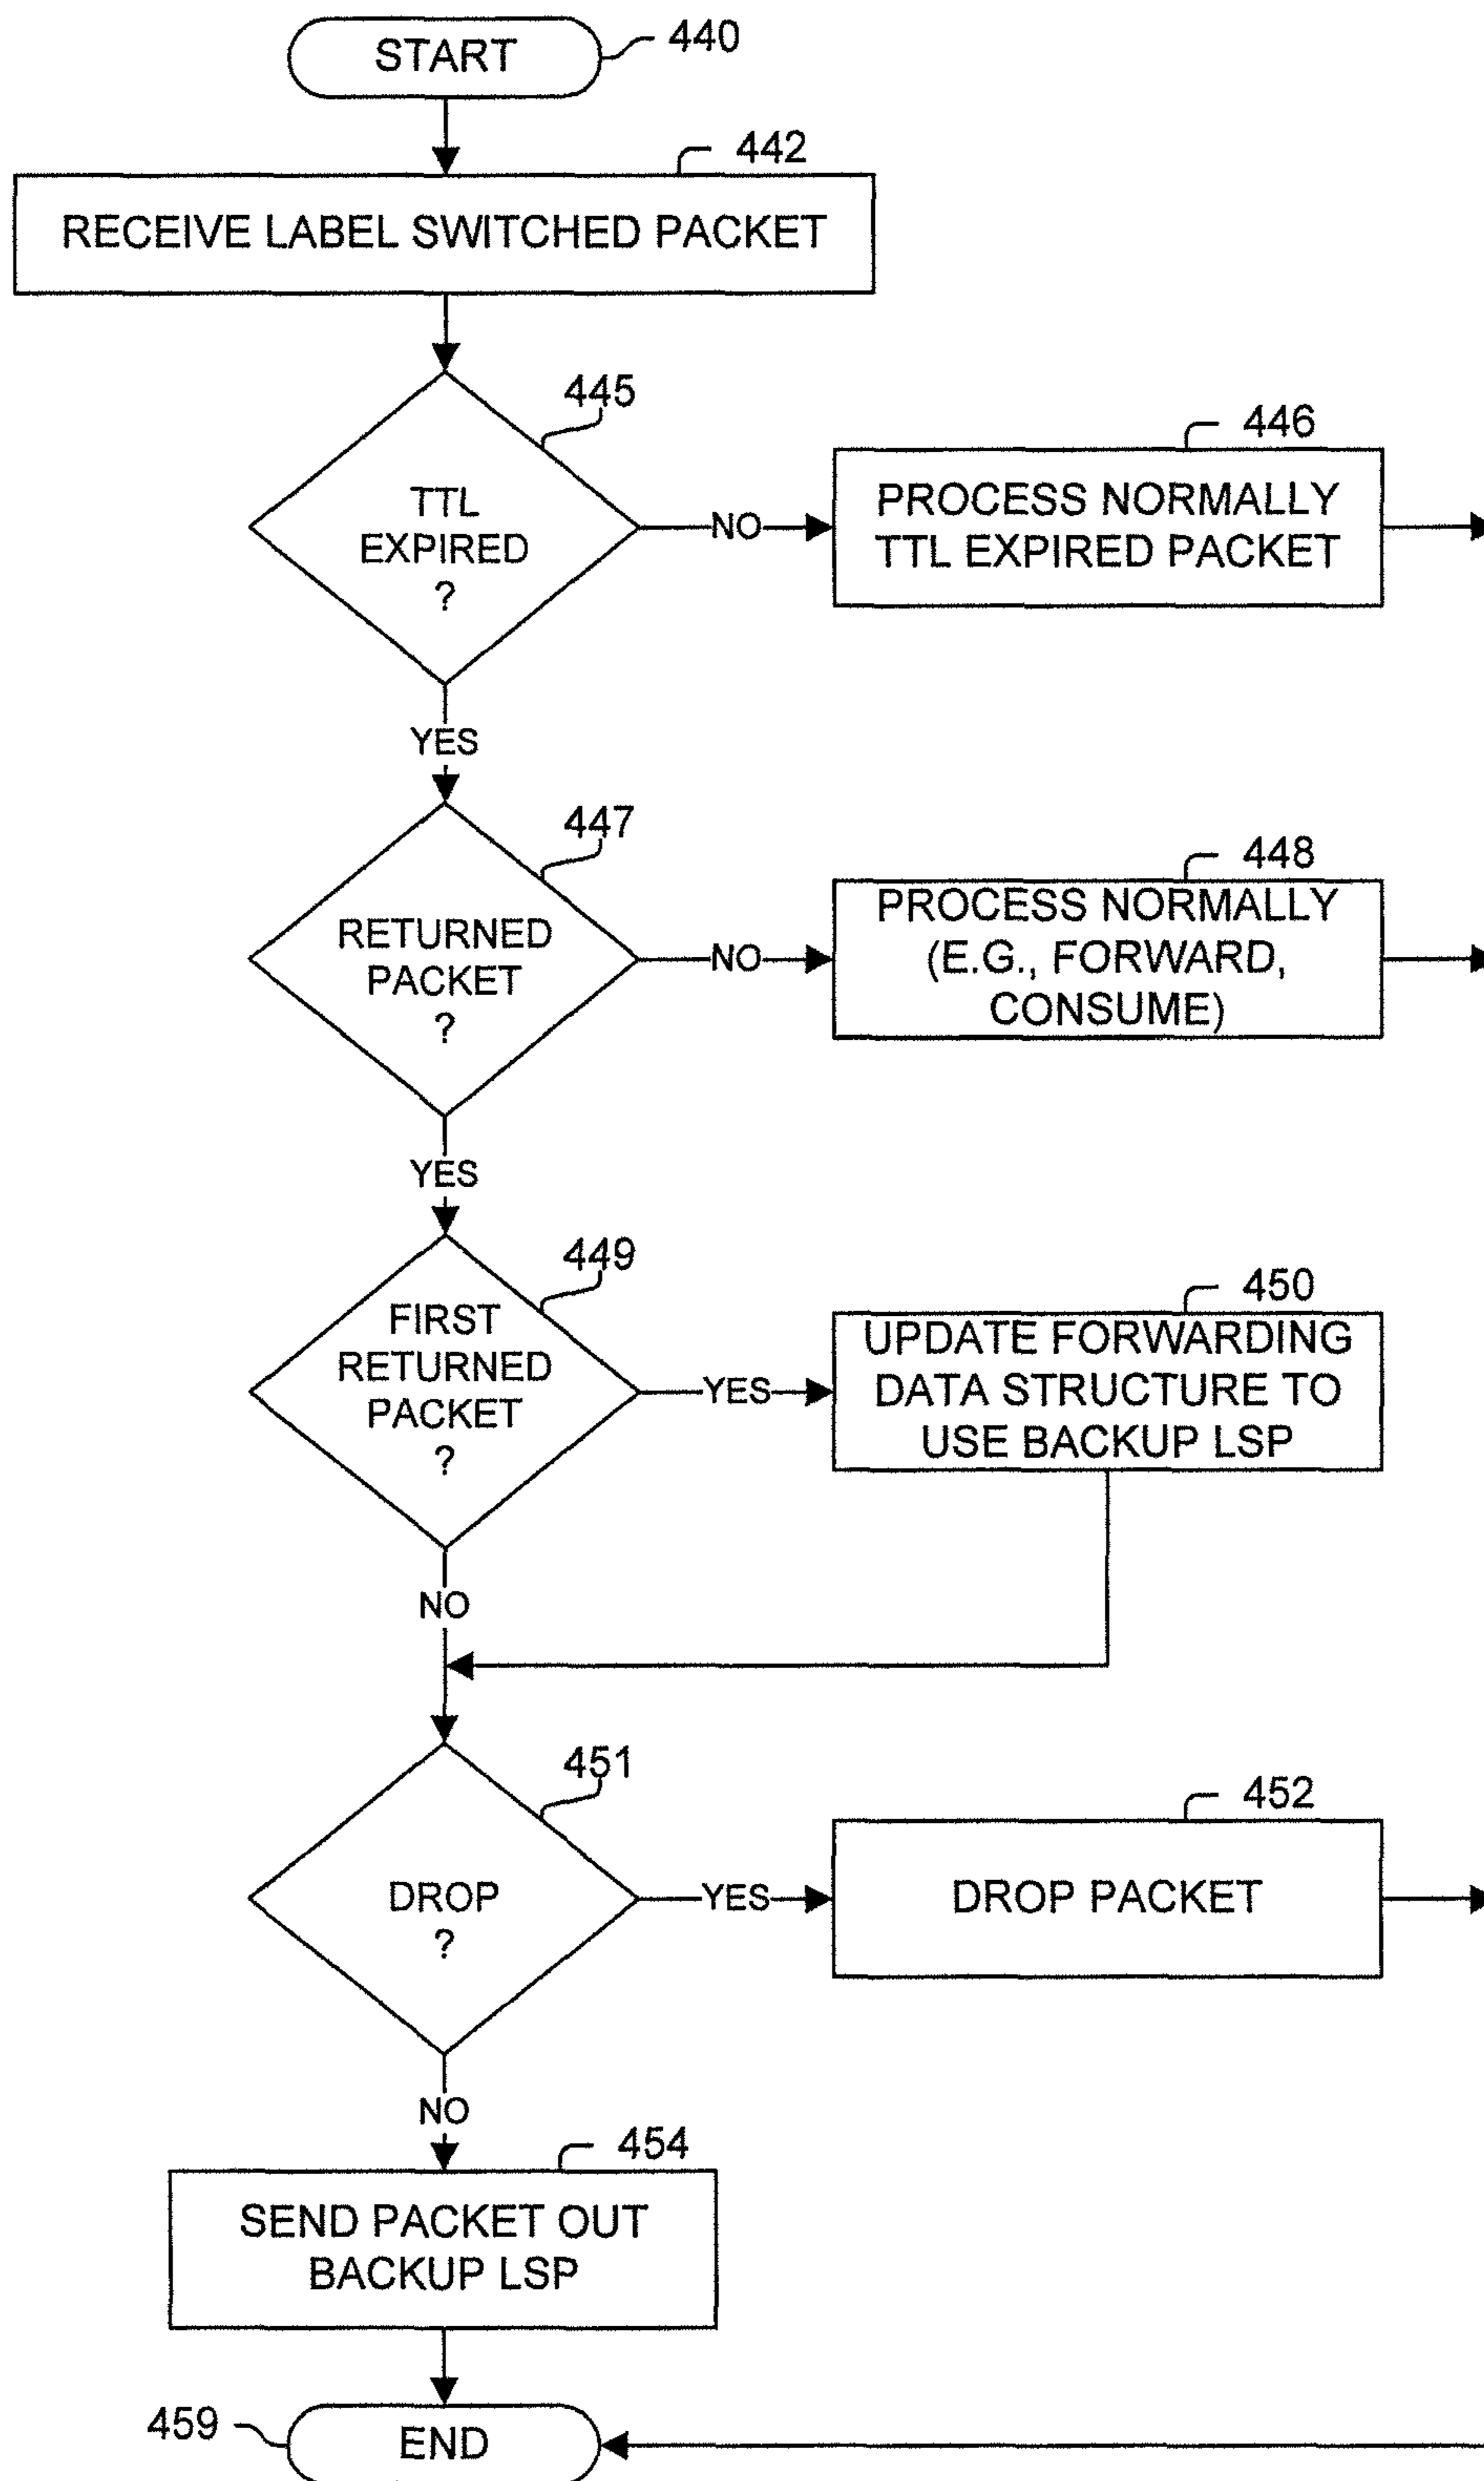 START
440
442
RECEIVE LABEL SWITCHED PACKET
445
TTL
EXPIRED
?
NO
446
PROCESS NORMALLY
TTL EXPIRED PACKET
YES
447
RETURNED
PACKET
?
NO
448
PROCESS NORMALLY
(E.G., FORWARD,
CONSUME)
YES
449
FIRST
RETURNED
PACKET
?
YES
450
UPDATE FORWARDING
DATA STRUCTURE TO
USE BACKUP LSP
NO
451
DROP
?
YES
452
DROP PACKET
NO
454
SEND PACKET OUT
BACKUP LSP
459
END